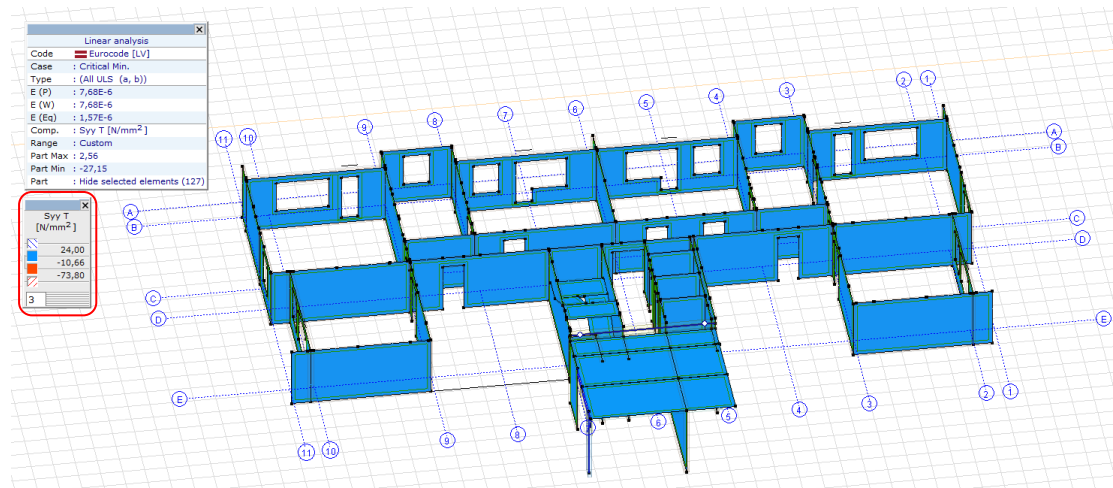 Linear analysis
Code : Eurocode [LV]
Case : Critical Min.
Type : (All ULS (a, b))
E (P) : 7,68E-6
E (W) : 7,68E-6
E (Eq) : 1,57E-6
Comp. : Syy T [N/mm²]
Range : Custom
Part Max : 2,56
Part Min : -27,15
Part : Hide selected elements (127)
Syy T
[N/mm²]
24,00
-10,66
-73,80
3
11
10
9
8
7
6
5
4
3
2
1
A
B
A
B
C
D
C
D
E
E
11
10
9
8
6
5
4
3
2
1